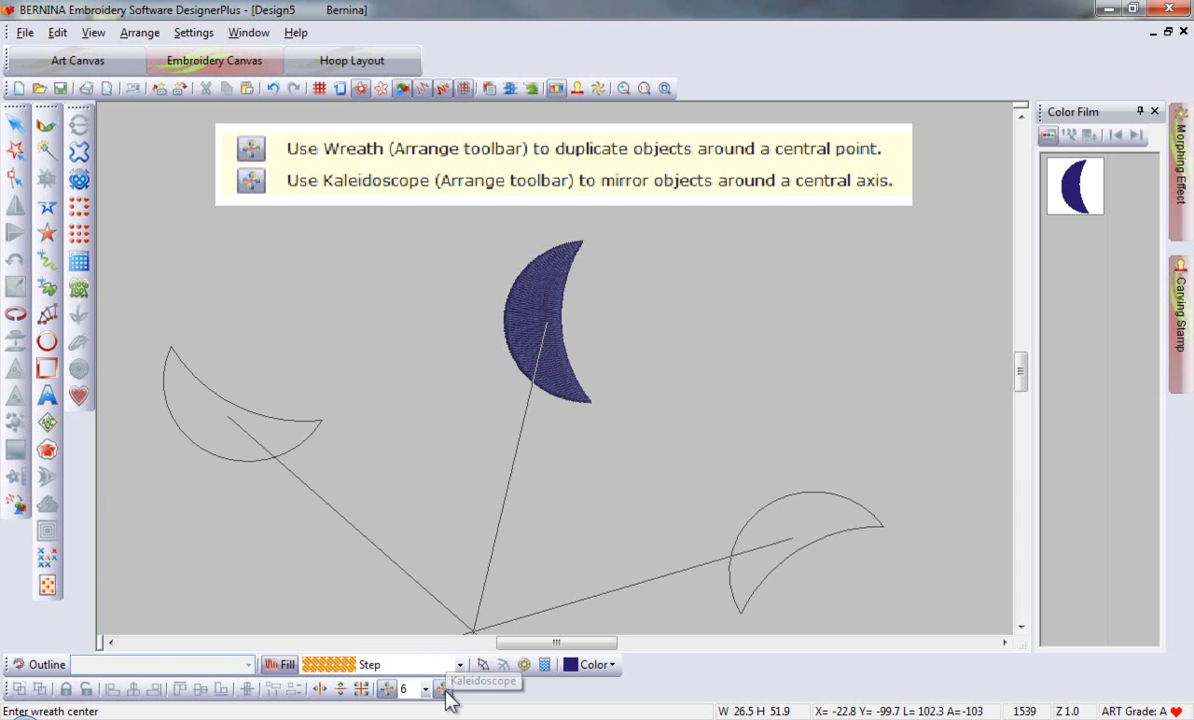 BERNINA Embroidery Software DesignerPlus - [Design5 Bernina]
File Edit View Arrange Settings Window Help
Art Canvas Embroidery Canvas Hoop Layout
Color Film
Use Wreath (Arrange toolbar) to duplicate objects around a central point.
Use Kaleidoscope (Arrange toolbar) to mirror objects around a central axis.
Morphing Effect
Carving Stamp
Outline Fill Step Color
Kaleidoscope
6
Enter wreath center W 26.5 H 51.9 X= -22.8 Y= -99.7 L= 102.3 A=-103 1539 Z 1.0 ART Grade: A